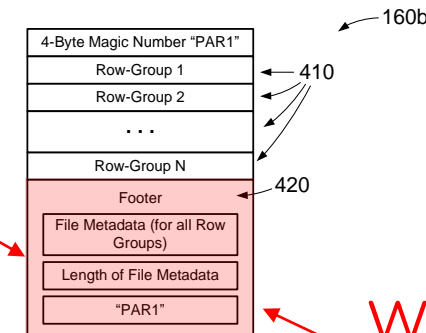 160b
4-Byte Magic Number “PAR1”
Row-Group 1
410
Row-Group 2
. . .
Row-Group N
420
Footer
File Metadata (for all Row
Groups)
Length of File Metadata
“PAR1”
W